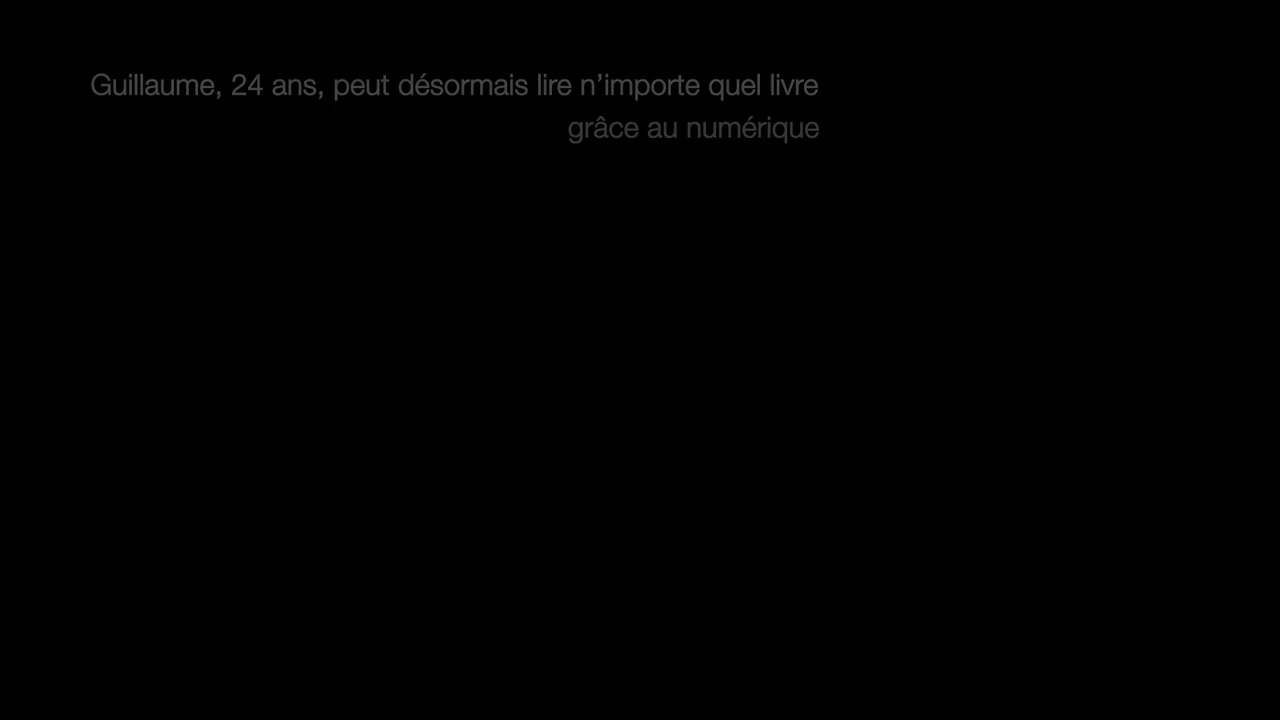 Guillaume, 24 ans, peut désormais lire n’importe quel livre
grâce au numérique